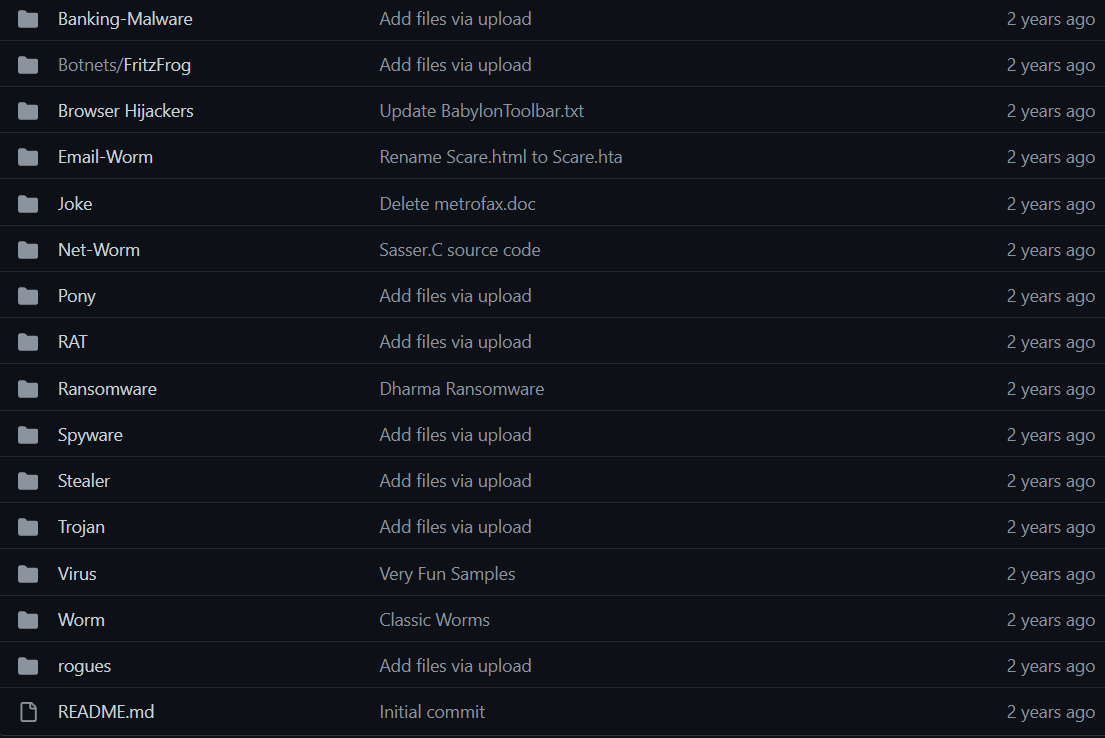 Banking-Malware Add files via upload 2 years ago
Botnets/FritzFrog Add files via upload 2 years ago
Browser Hijackers Update BabylonToolbar.txt 2 years ago
Email-Worm Rename Scare.html to Scare.hta 2 years ago
Joke Delete metrofax.doc 2 years ago
Net-Worm Sasser.C source code 2 years ago
Pony Add files via upload 2 years ago
RAT Add files via upload 2 years ago
Ransomware Dharma Ransomware 2 years ago
Spyware Add files via upload 2 years ago
Stealer Add files via upload 2 years ago
Trojan Add files via upload 2 years ago
Virus Very Fun Samples 2 years ago
Worm Classic Worms 2 years ago
rogues Add files via upload 2 years ago
README.md Initial commit 2 years ago